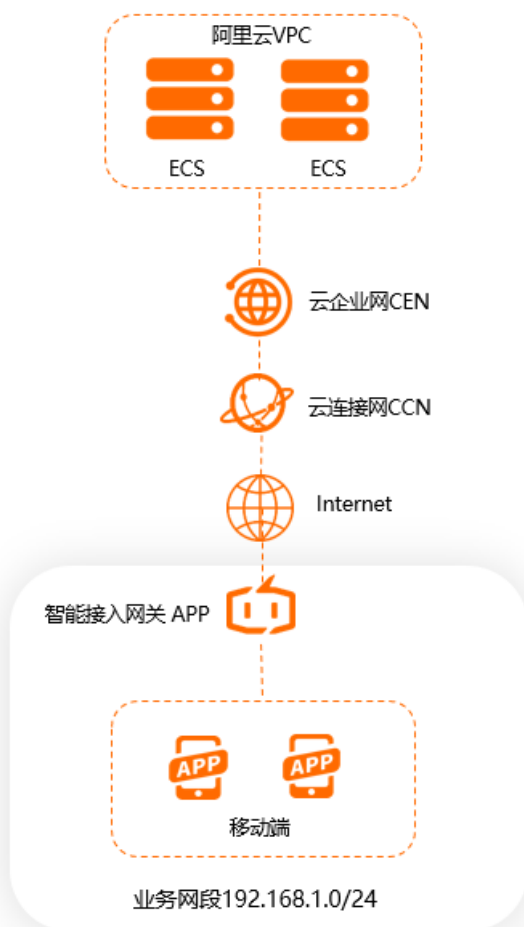 阿里云VPC
ECS ECS
云企业网CEN
云连接网CCN
Internet
智能接入网关 APP
APP APP
移动端
业务网段192.168.1.0/24